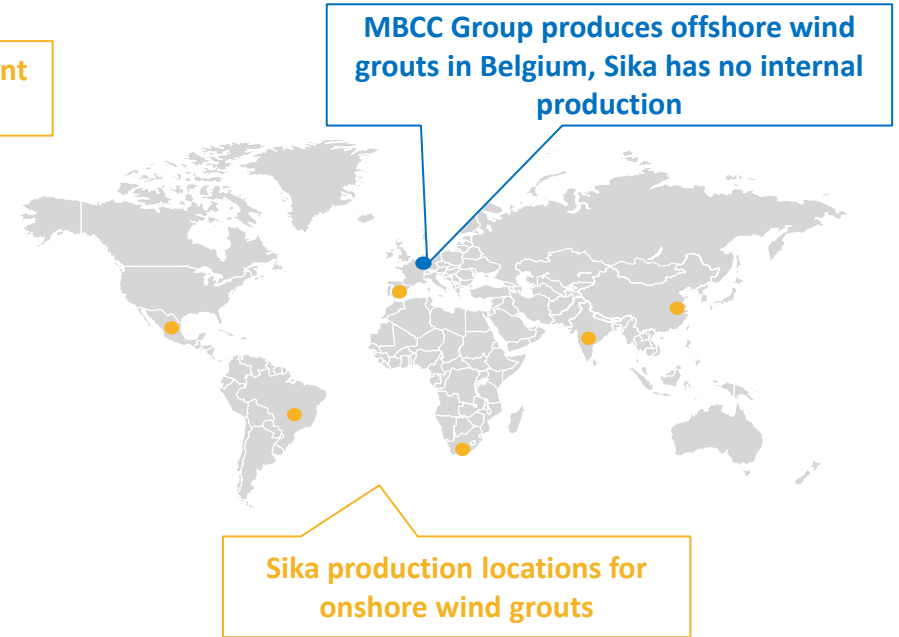 MBCC Group produces offshore wind
grouts in Belgium, Sika has no internal
production
nt
Sika production locations for
onshore wind grouts